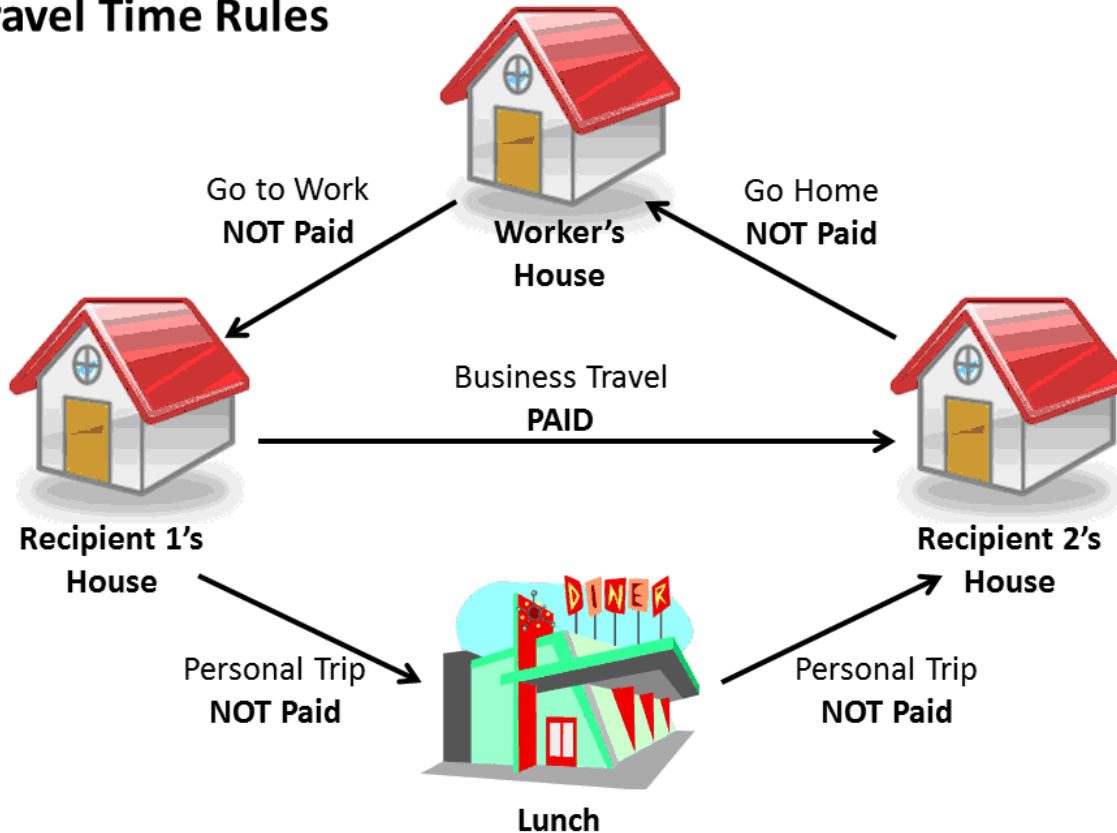 ravel Time Rules
Go to Work
NOT Paid
Go Home
NOT Paid
Worker's
House
Business Travel
PAID
Recipient 1's
House
Recipient 2's
House
DINER
Personal Trip
NOT Paid
Personal Trip
NOT Paid
Lunch